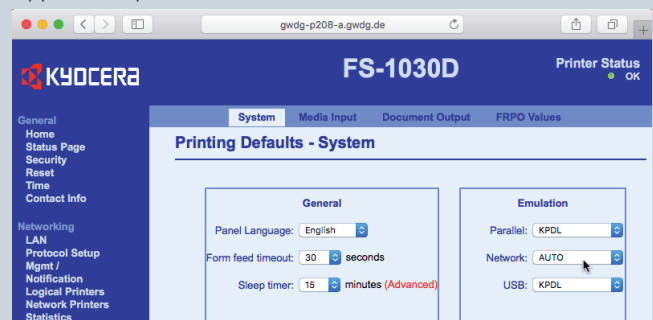 gwdg-p208-a.gwdg.de
KYOCERA
FS-1030D
Printer Status
OK
System Media Input Document Output FRPO Values
Printing Defaults - System
General
Home
Status Page
Security
Reset
Time
Contact Info
Networking
LAN
Protocol Setup
Mgmt /
Notification
Logical Printers
Network Printers
Statistics
General
Panel Language: English
Form feed timeout: 30 seconds
Sleep timer: 15 minutes (Advanced)
Emulation
Parallel: KPDL
Network: AUTO
USB: KPDL